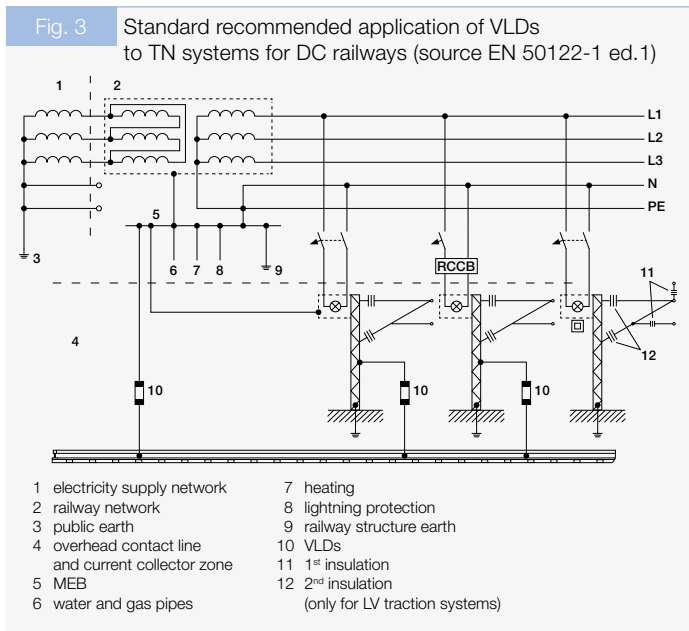 Fig. 3
Standard recommended application of VLDs
to TN systems for DC railways (source EN 50122-1 ed.1)
1
2
L1
L2
L3
N
PE
5
3
6
7
8
9
RCCB
11
4
12
10
10
10
1 electricity supply network
2 railway network
3 public earth
4 overhead contact line
and current collector zone
5 MEB
6 water and gas pipes
7 heating
8 lightning protection
9 railway structure earth
10 VLDs
11 1st insulation
12 2nd insulation
(only for LV traction systems)